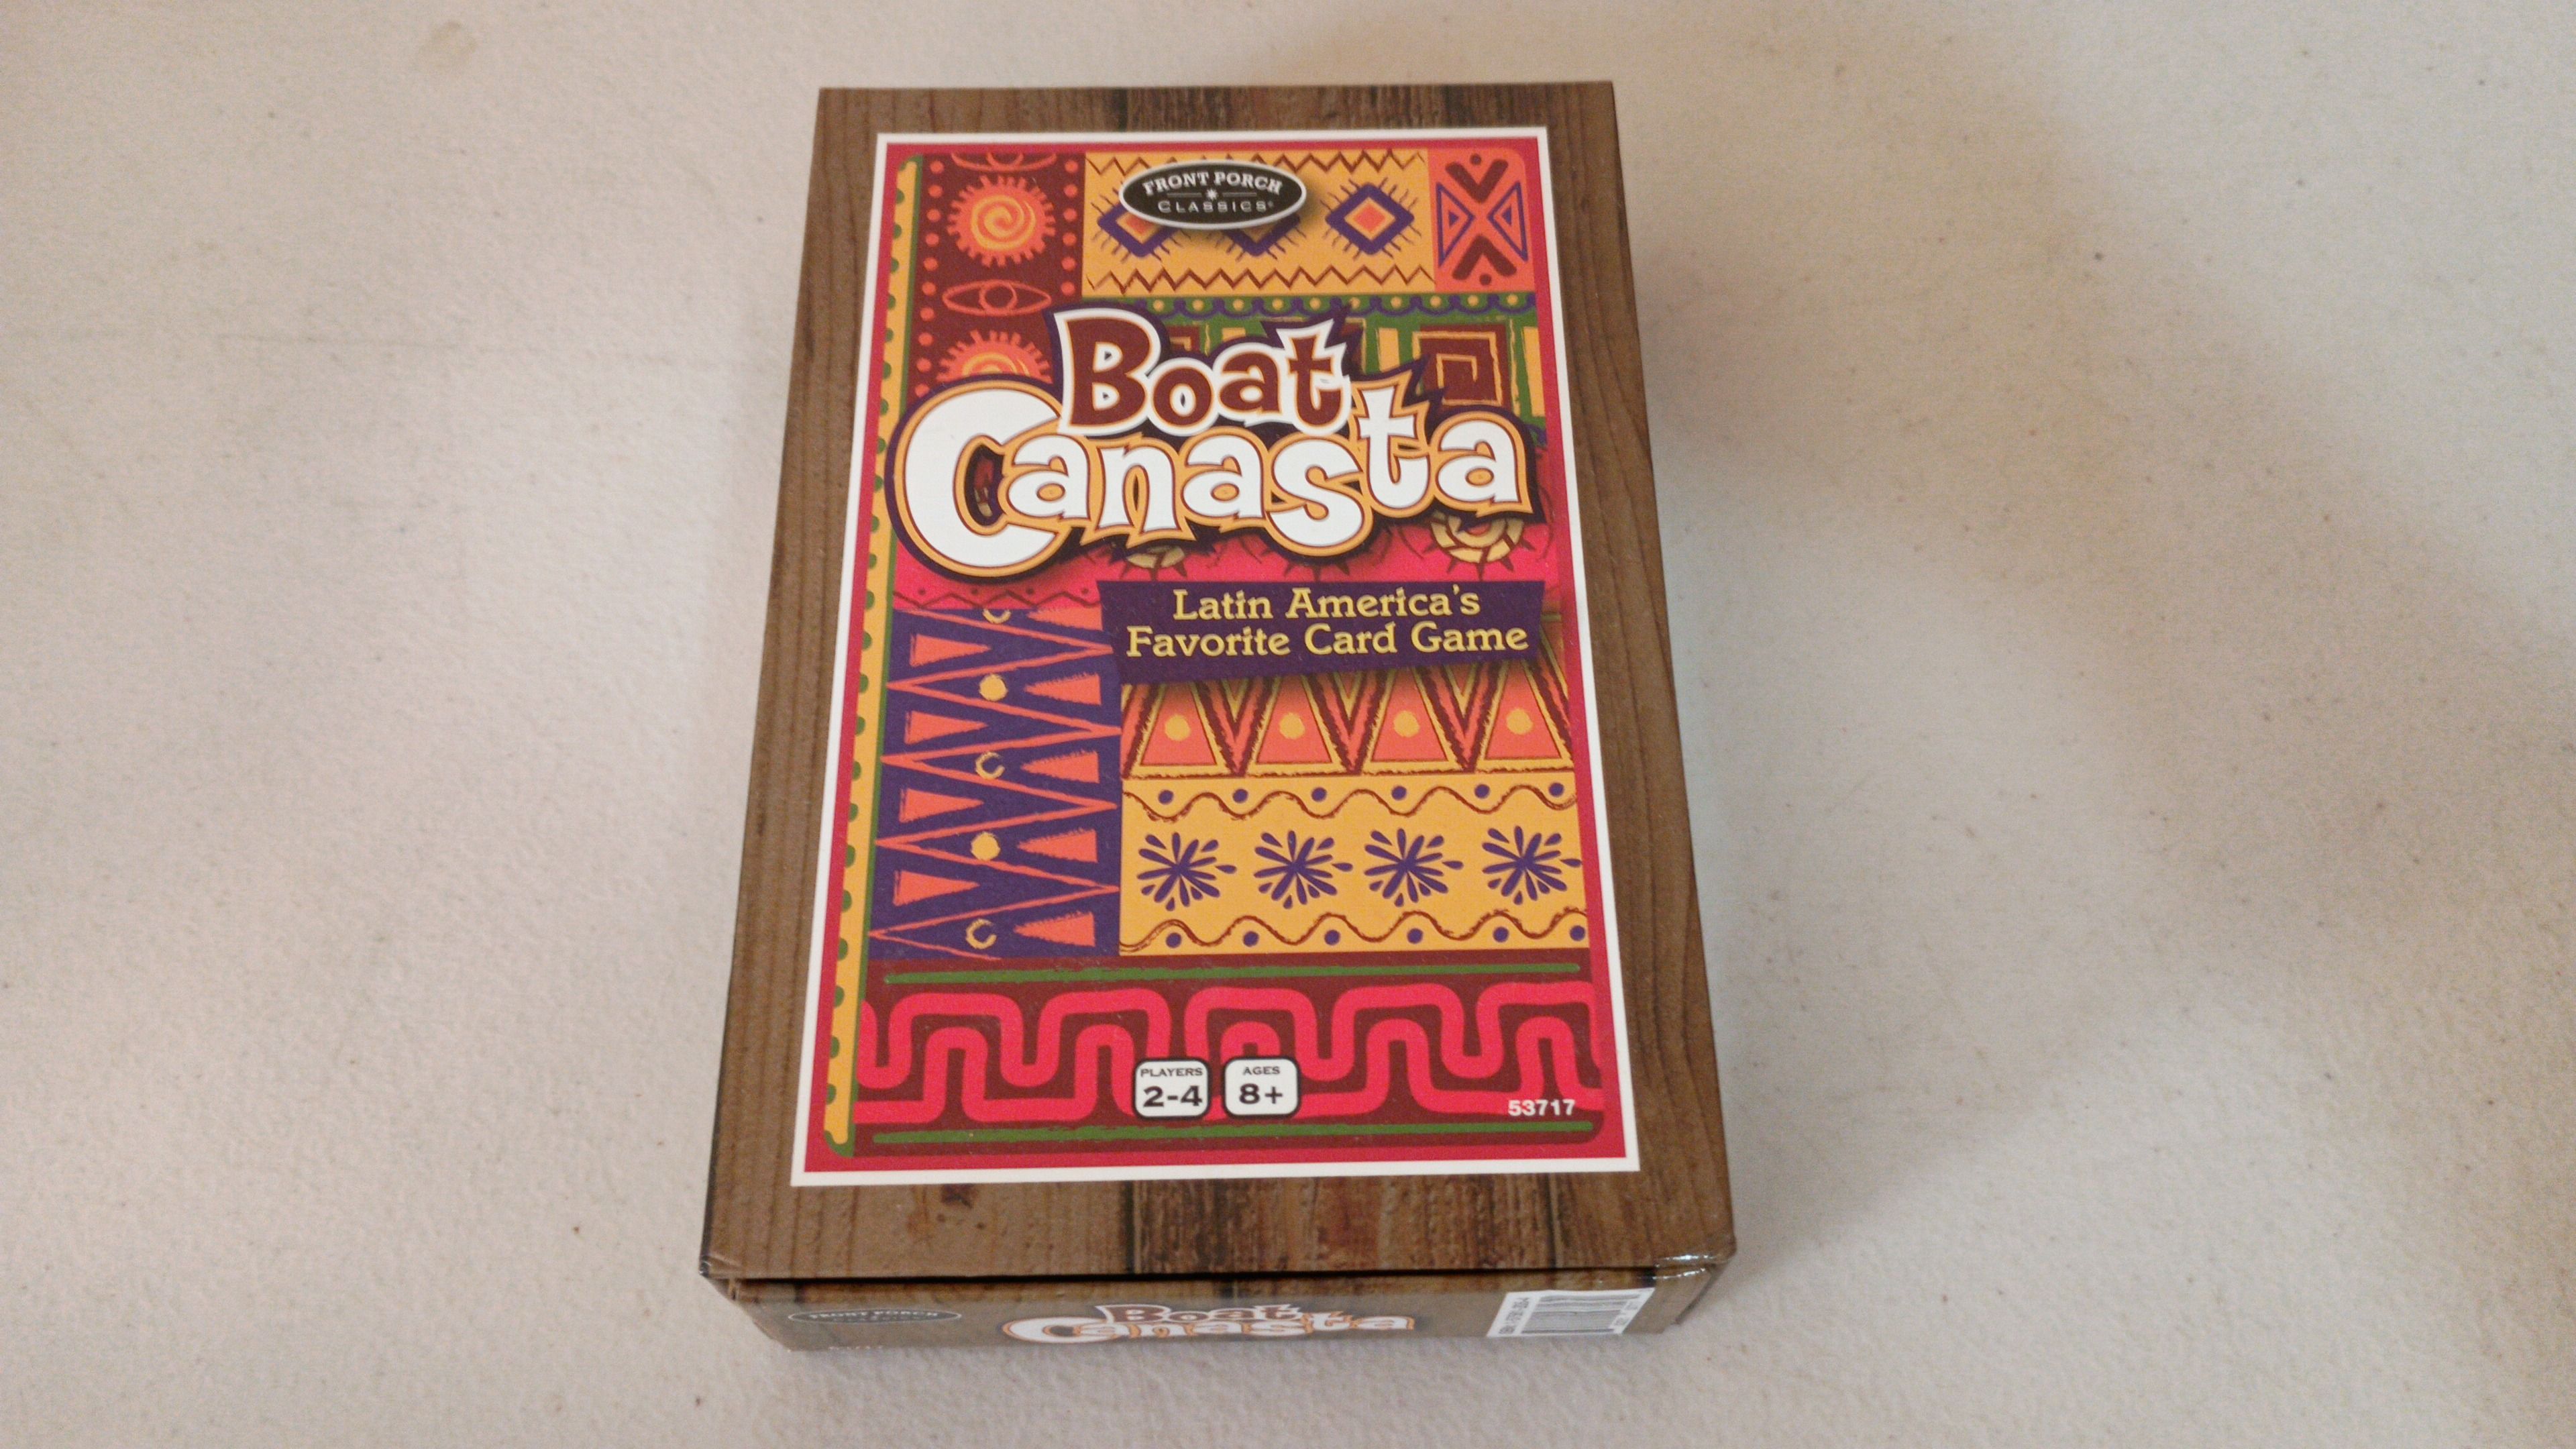 FRONT PORCH
CLASSICS
Boat
Canasta
Latin America's
Favorite Card Game
PLAYERS
2-4
AGES
8+
53717
FRONT PORCH
Boat
Canasta